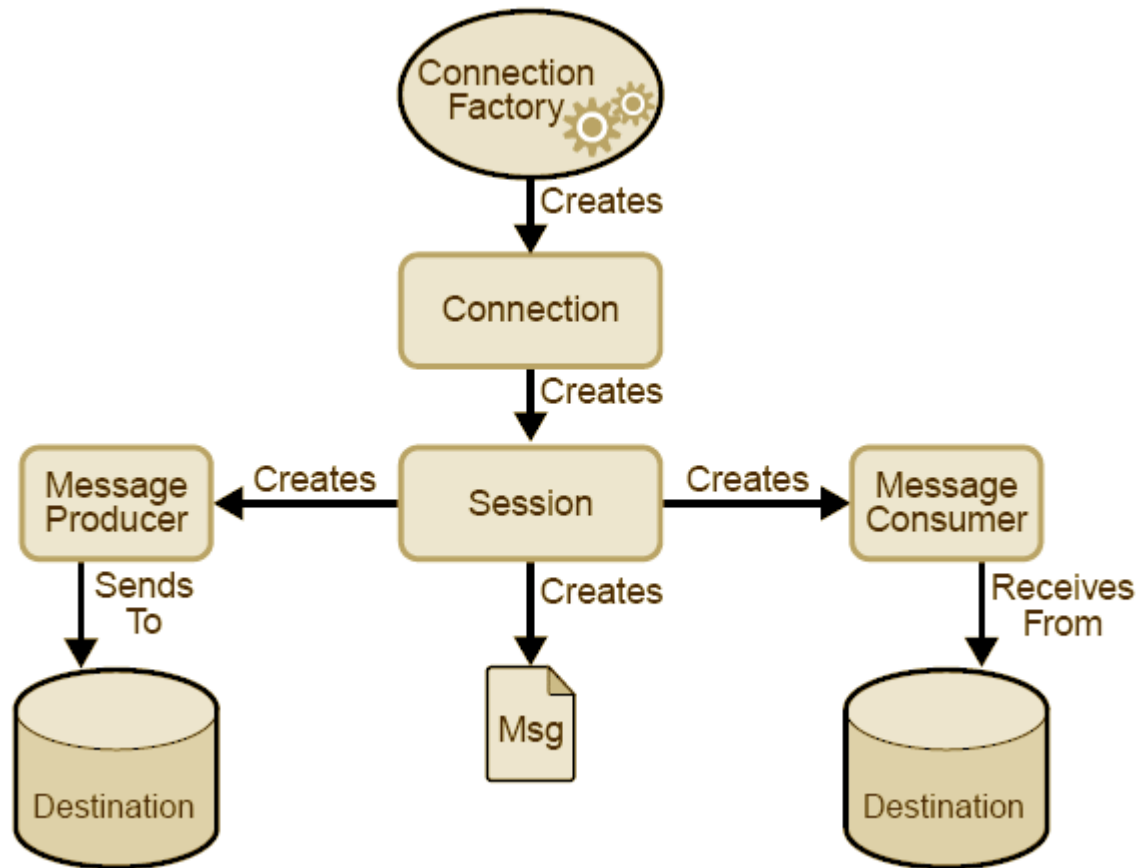 Connection
Factory
Creates
Connection
Creates
Message
Producer
Creates
Session
Creates
Message
Consumer
Sends
To
Creates
Receives
From
Msg
Destination
Destination